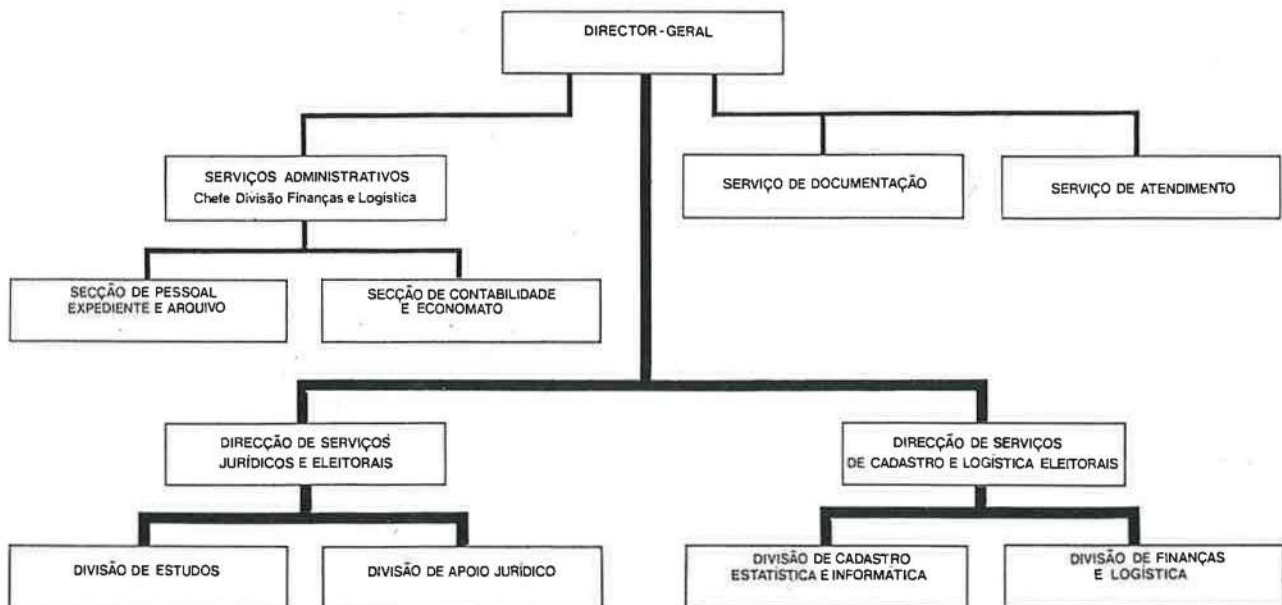 DIRECTOR-GERAL
SERVIÇOS ADMINISTRATIVOS
Chefe Divisão Finanças e Logística
SERVIÇO DE DOCUMENTAÇÃO
SERVIÇO DE ATENDIMENTO
SECÇÃO DE PESSOAL
EXPEDIENTE E ARQUIVO
SECÇÃO DE CONTABILIDADE
E ECONOMATO
DIRECÇÃO DE SERVIÇOS
JURÍDICOS E ELEITORAIS
DIRECÇÃO DE SERVIÇOS
DE CADASTRO E LOGÍSTICA ELEITORAIS
DIVISÃO DE ESTUDOS
DIVISÃO DE APOIO JURÍDICO
DIVISÃO DE CADASTRO
ESTATÍSTICA E INFORMÁTICA
DIVISÃO DE FINANÇAS
E LOGÍSTICA